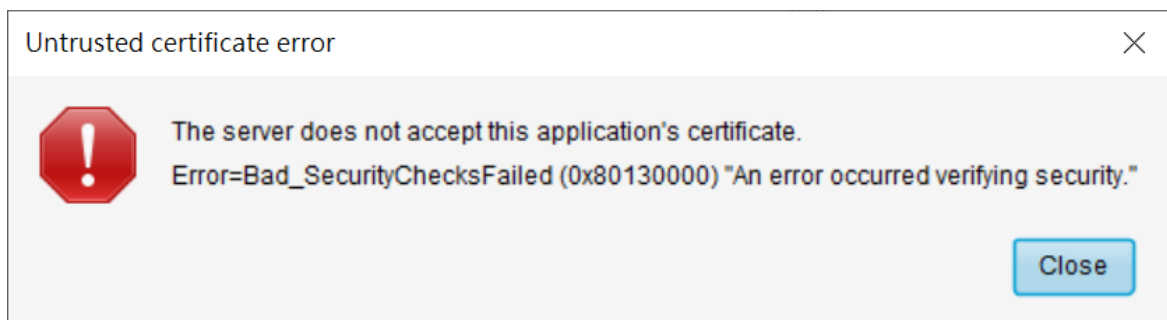 Untrusted certificate error
The server does not accept this application's certificate.
Error=Bad_SecurityChecksFailed (0x80130000) "An error occurred verifying security."
Close